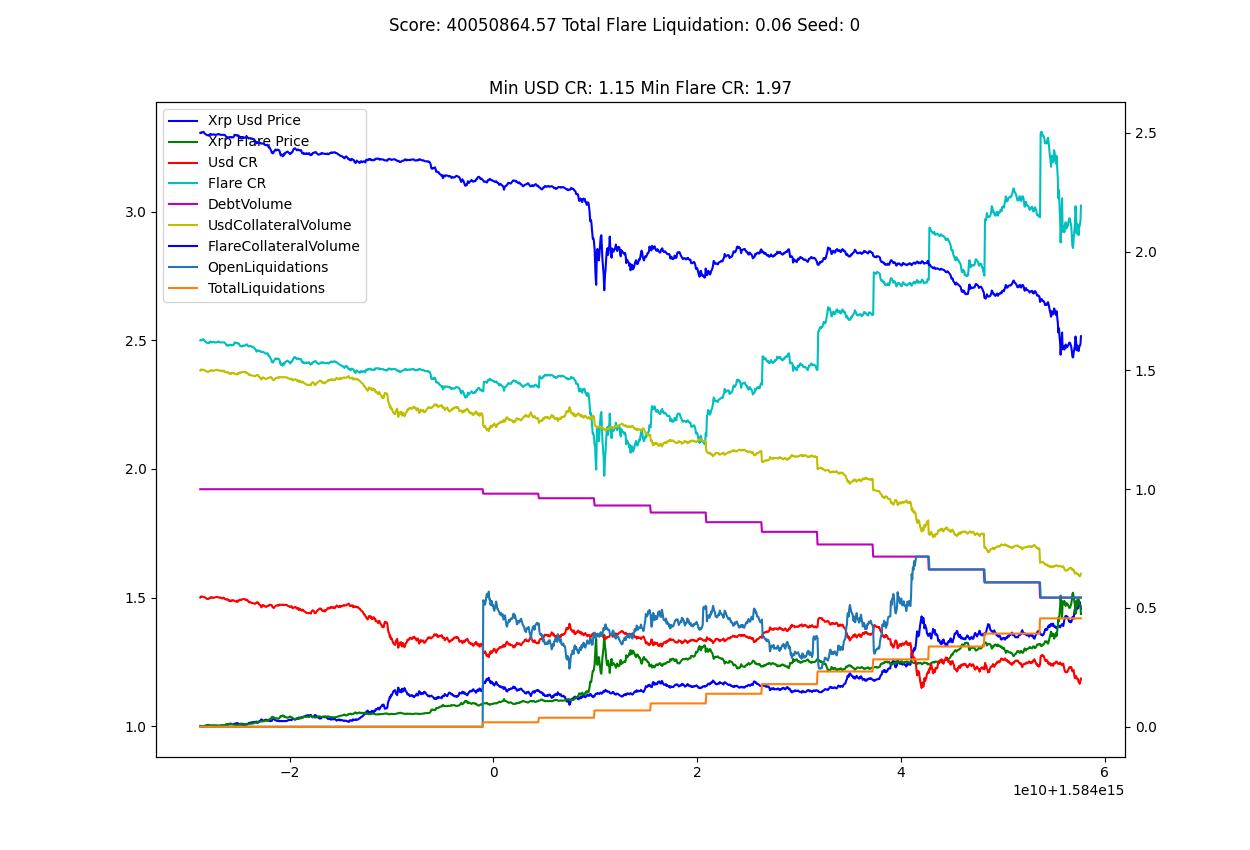 Score: 40050864.57 Total Flare Liquidation: 0.06 Seed: 0
Min USD CR: 1.15 Min Flare CR: 1.97
Xrp Usd Price
Xrp Flare Price
Usd CR
Flare CR
DebtVolume
UsdCollateralVolume
FlareCollateralVolume
OpenLiquidations
TotalLiquidations
3.0
2.5
2.0
1.5
1.0
2.5
2.0
1.5
1.0
0.5
0.0
−2
0
2
4
6
1e10+1.584e15